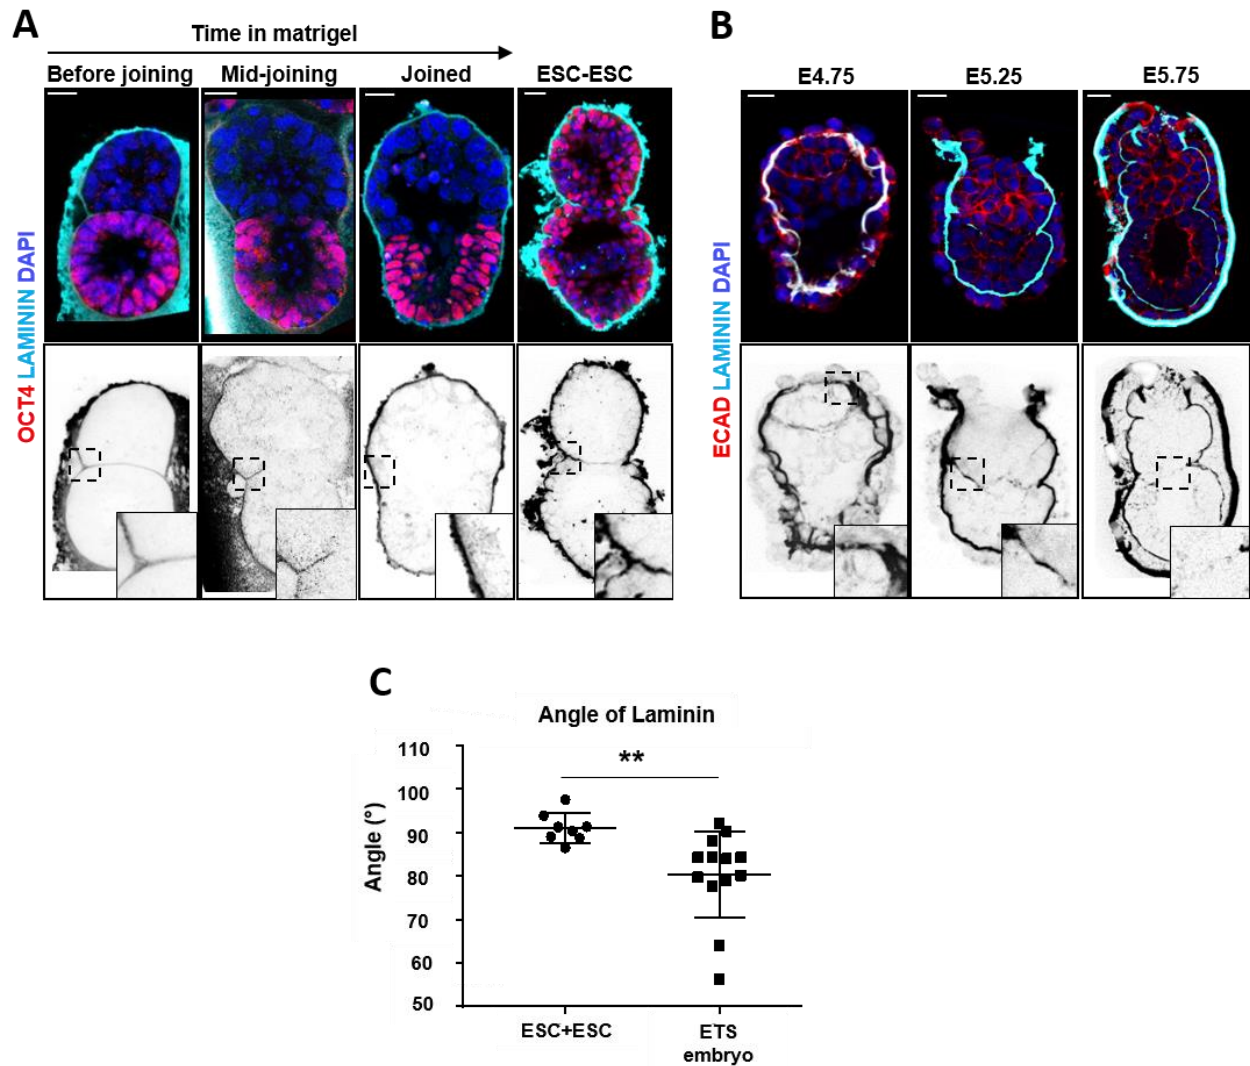 A
Time in matrigel
Before joining
Mid-joining
Joined
ESC-ESC
OCT4 LAMININ DAPI
B
E4.75
E5.25
E5.75
ECAD LAMININ DAPI
C
Angle of Laminin
**
110
100
90
80
70
60
50
Angle (°)
ESC+ESC
ETS
embryo